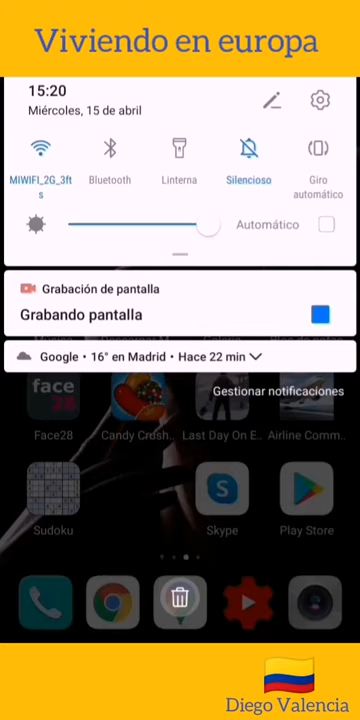 Viviendo en europa
15:20
Miércoles, 15 de abril
MIWIFI_2G_3ft
s
Bluetooth
Linterna
Silencioso
Giro
automático
Automático
Grabación de pantalla
Grabando pantalla
Google • 16° en Madrid • Hace 22 min
Gestionar notificaciones
face
28
Face28
Candy Crush..
Last Day On E..
Airline Comm..
Sudoku
Skype
Play Store
Diego Valencia